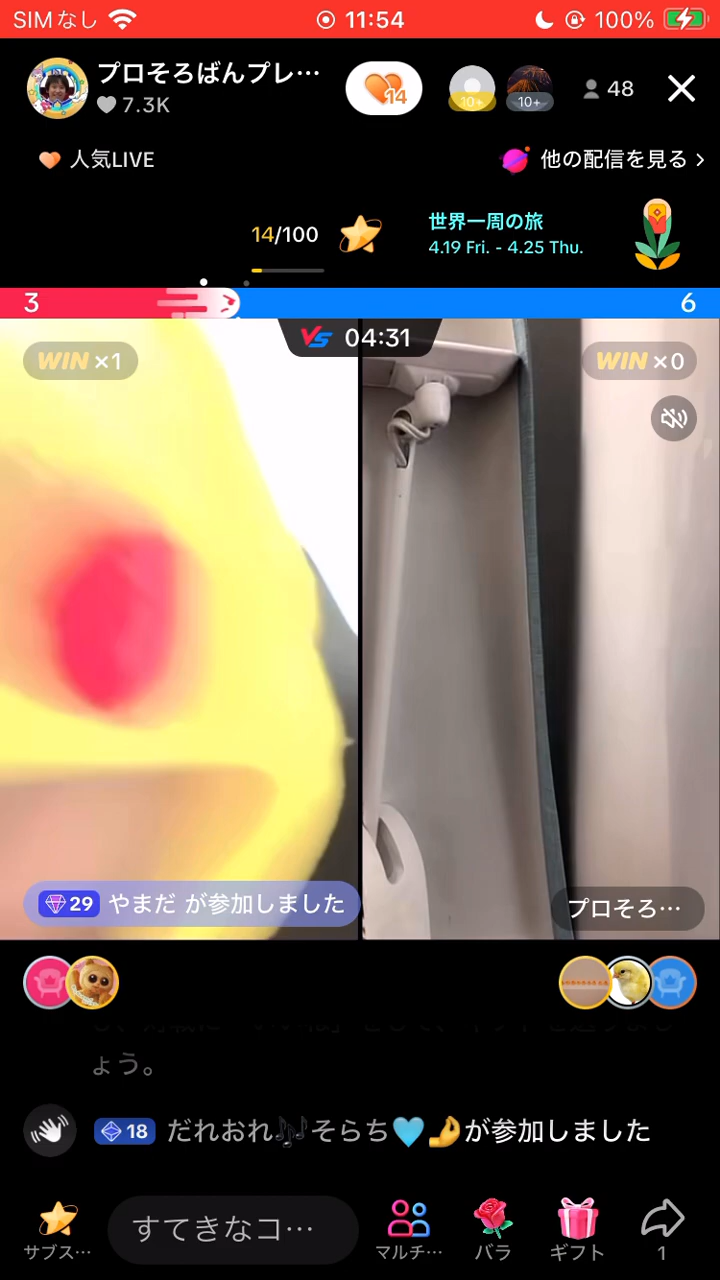 SIMなし 11:54 100%
プロそろばんプレ… 14 10+ 10+ 48
7.3K
人気LIVE 他の配信を見る
14/100 世界一周の旅
4.19 Fri. - 4.25 Thu.
3 6
VS 04:31
WIN ×1 WIN ×0
29 やまだ が参加しました プロそろ…
ょう。
18 だれおれ🎶そらち🩵🤌が参加しました
すてきなコ…
サブス… マルチ… バラ ギフト 1